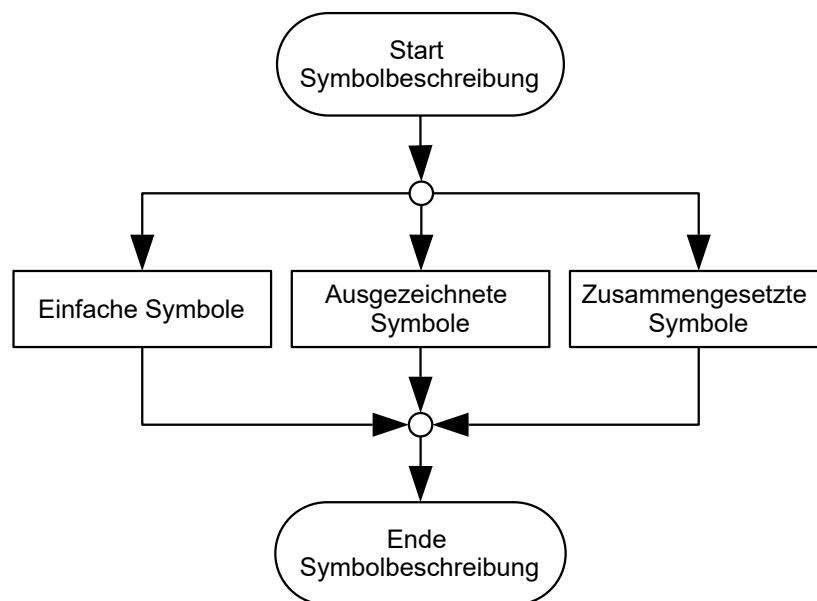 Start
Symbolbeschreibung
Einfache Symbole
Ausgezeichnete
Symbole
Zusammengesetzte
Symbole
Ende
Symbolbeschreibung